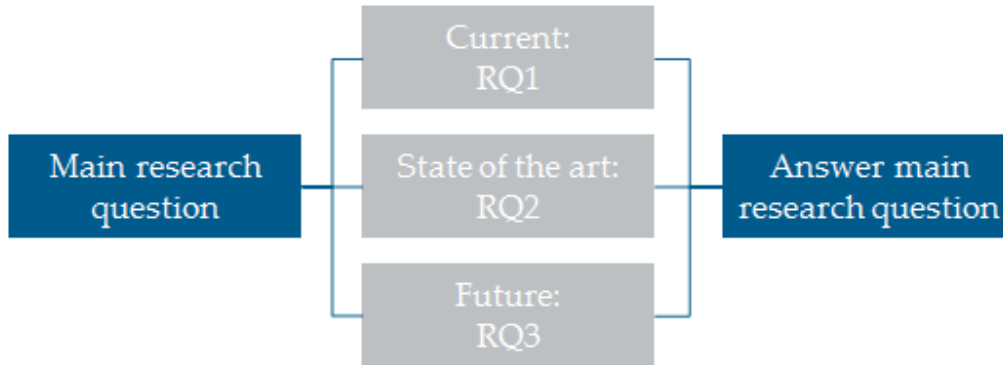 Main research
question
Current:
RQ1
State of the art:
RQ2
Future:
RQ3
Answer main
research question